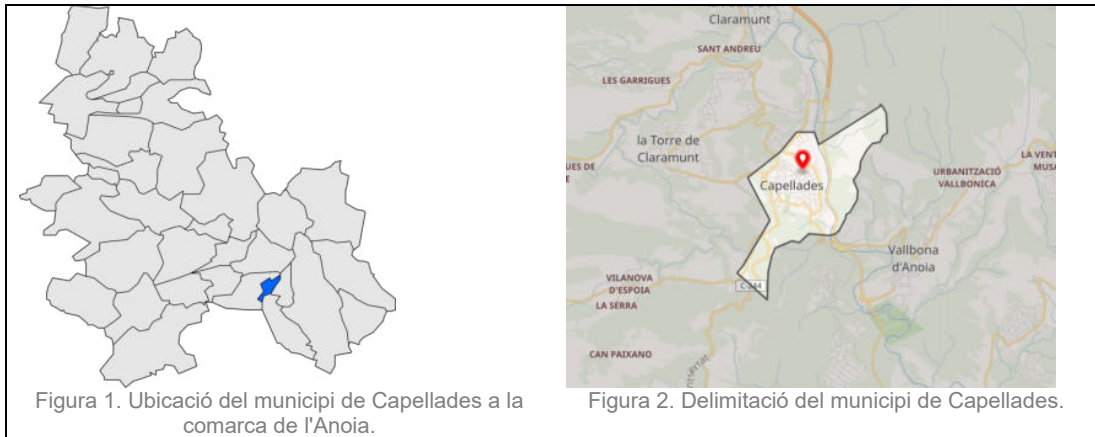 Claramunt
SANT ANDREU
LES GARRIGUES
la Torre de
Claramunt
UES DE
E
LA VENT
MUSA
URBANITZACIÓ
VALLBONICA
Capellades
Vallbona
d'Anoia
VILANOVA
D'ESPOIA
LA SERRA
C-244
CAN PAIXANO
Figura 1. Ubicació del municipi de Capellades a la
comarca de l'Anoia.
Figura 2. Delimitació del municipi de Capellades.